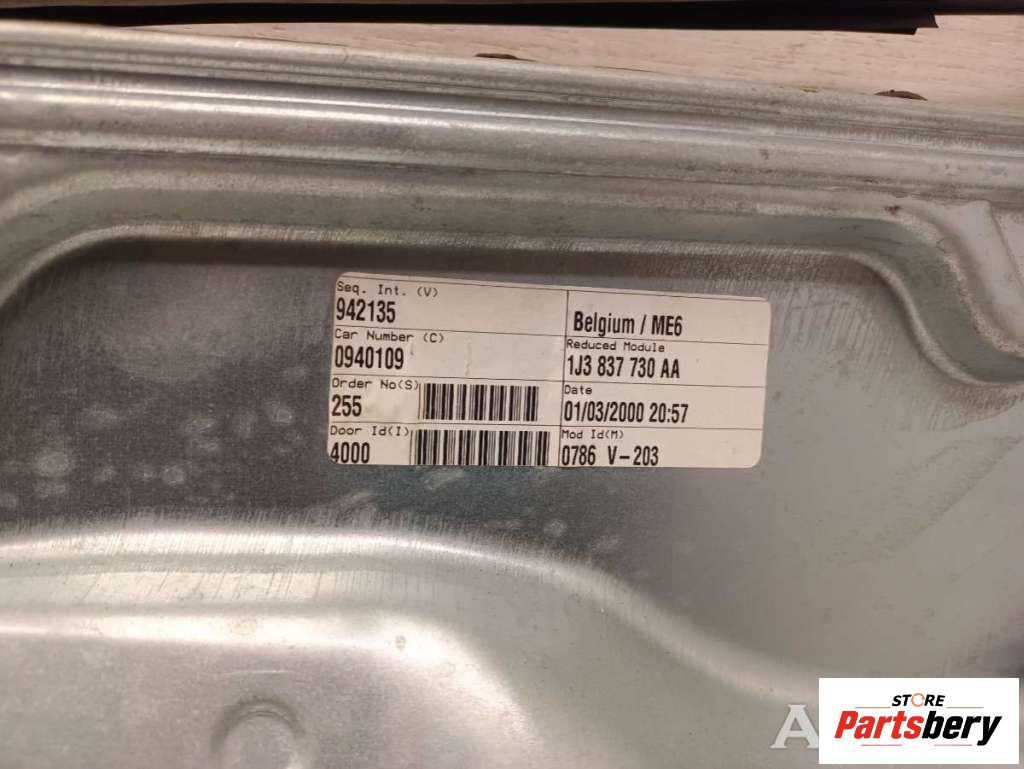 Seq. Int. (V)
942135
Belgium / ME6
Car Number (C)
0940109
Reduced Module
1J3 837 730 AA
Order No(S)
255
Date
01/03/2000 20:57
Door Id(I)
4000
Mod Id(M)
0786 V-203
A
STORE
Partsbery